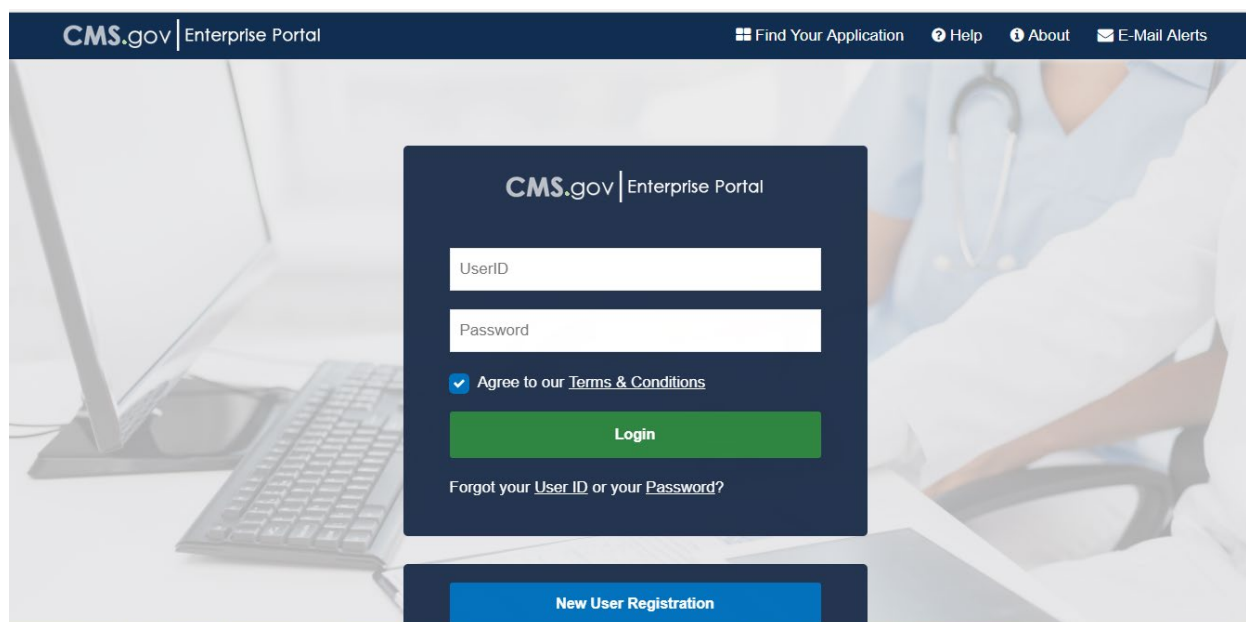 CMS.gov Enterprise Portal Find Your Application Help About E-Mail Alerts
CMS.gov Enterprise Portal
UserID
Password
Agree to our Terms & Conditions
Login
Forgot your User ID or your Password?
New User Registration